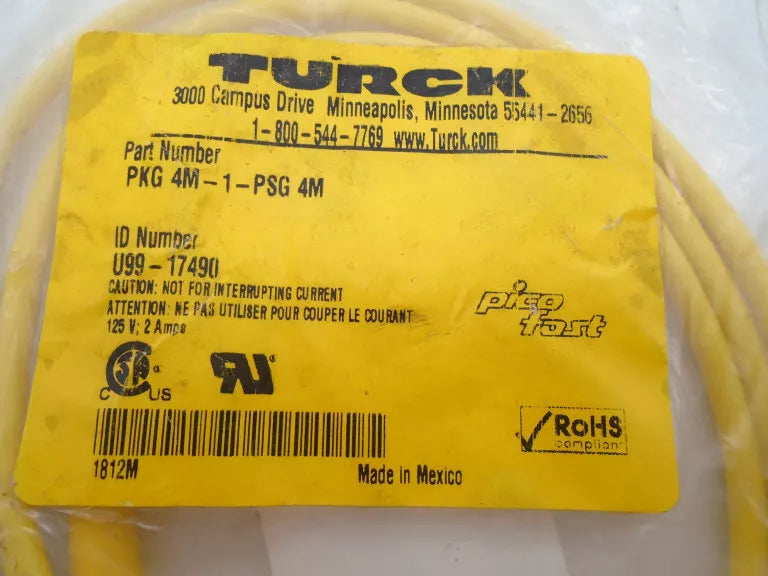 TURCK
3000 Campus Drive Minneapolis, Minnesota 55441-2656
1-800-544-7769 www.Turck.com
Part Number
PKG 4M-1-PSG 4M
ID Number
U99-17490
CAUTION: NOT FOR INTERRUPTING CURRENT
ATTENTION: NE PAS UTILISER POUR COUPER LE COURANT
125 V; 2 Amps
pico
fast
C US
RU
RoHS
compliant
1812M
Made in Mexico